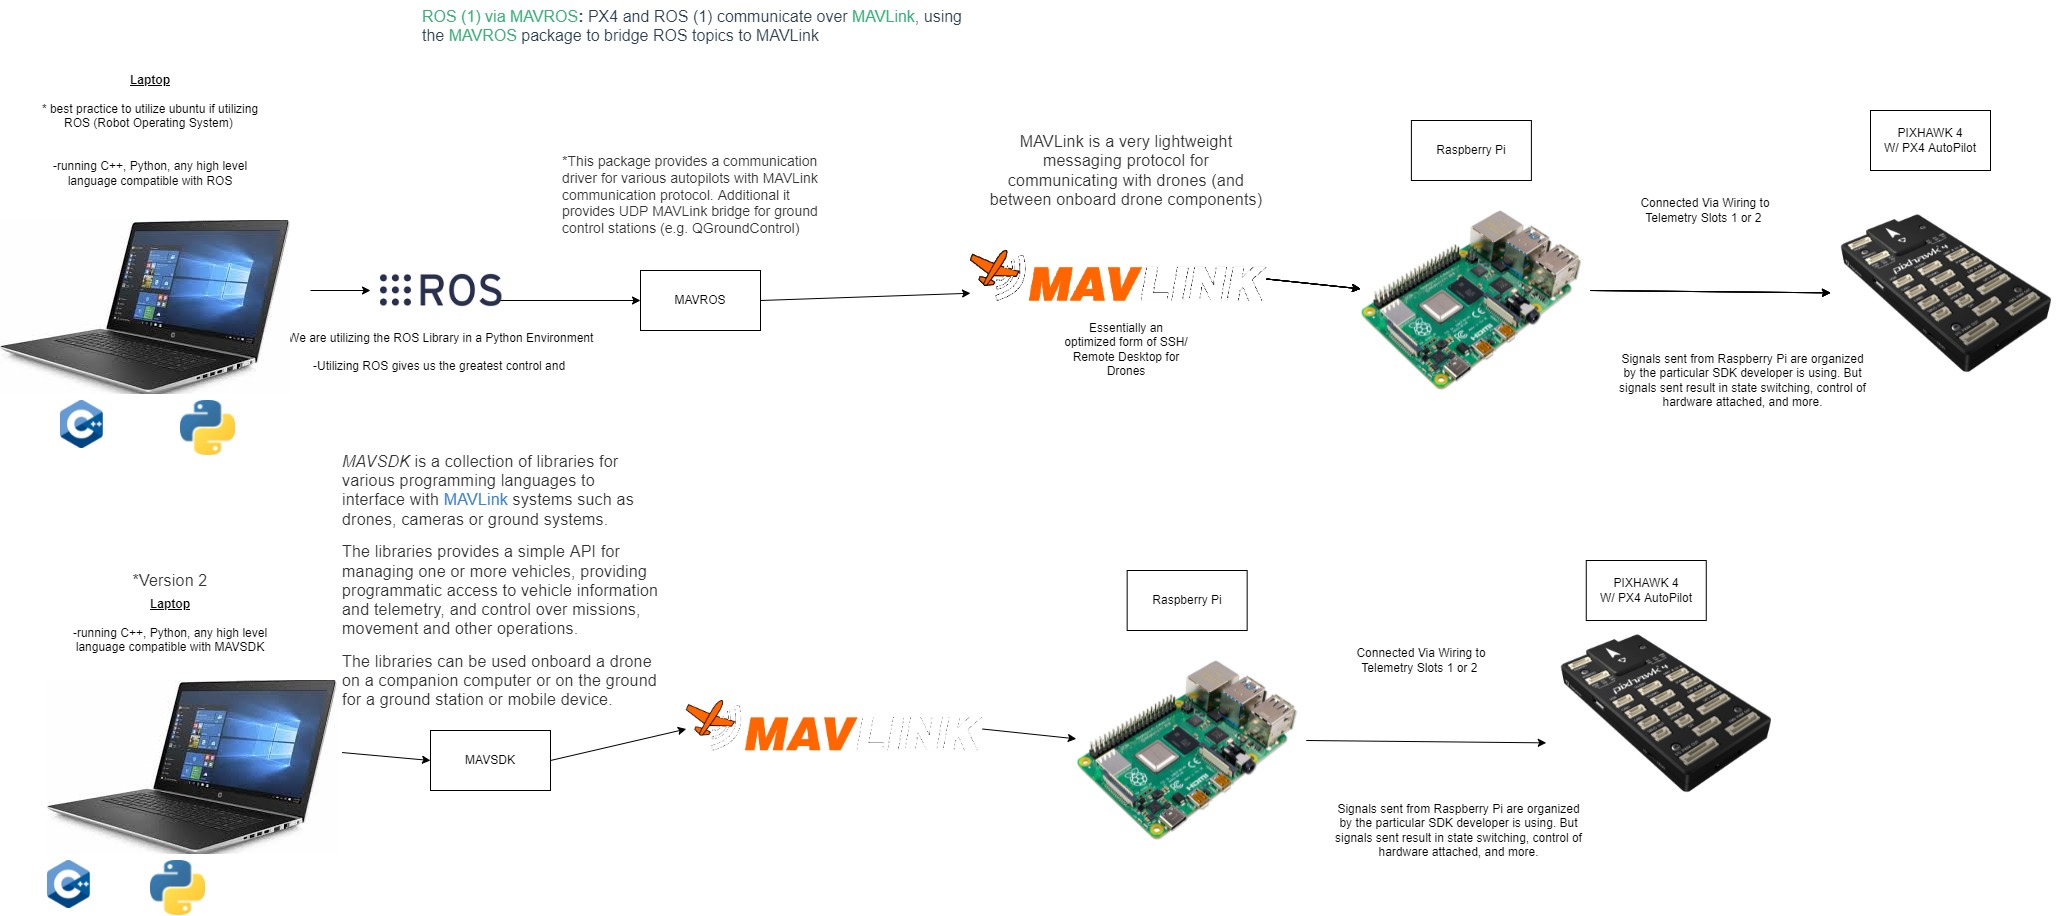 ROS (1) via MAVROS: PX4 and ROS (1) communicate over MAVLink, using
the MAVROS package to bridge ROS topics to MAVLink
Laptop
* best practice to utilize ubuntu if utilizing
ROS (Robot Operating System)
-running C++, Python, any high level
language compatible with ROS
ROS
We are utilizing the ROS Library in a Python Environment
-Utilizing ROS gives us the greatest control and
*This package provides a communication
driver for various autopilots with MAVLink
communication protocol. Additional it
provides UDP MAVLink bridge for ground
control stations (e.g. QGroundControl)
MAVROS
MAVLink is a very lightweight
messaging protocol for
communicating with drones (and
between onboard drone components)
MAVLINK
Essentially an
optimized form of SSH/
Remote Desktop for
Drones
Raspberry Pi
Connected Via Wiring to
Telemetry Slots 1 or 2
Signals sent from Raspberry Pi are organized
by the particular SDK developer is using. But
signals sent result in state switching, control of
hardware attached, and more.
PIXHAWK 4
W/ PX4 AutoPilot
pixhawk 4
C++
MAVSDK is a collection of libraries for
various programming languages to
interface with MAVLink systems such as
drones, cameras or ground systems.
The libraries provides a simple API for
managing one or more vehicles, providing
programmatic access to vehicle information
and telemetry, and control over missions,
movement and other operations.
The libraries can be used onboard a drone
on a companion computer or on the ground
for a ground station or mobile device.
*Version 2
Laptop
-running C++, Python, any high level
language compatible with MAVSDK
C++
MAVSDK
MAVLINK
Raspberry Pi
HDMI
Connected Via Wiring to
Telemetry Slots 1 or 2
Signals sent from Raspberry Pi are organized
by the particular SDK developer is using. But
signals sent result in state switching, control of
hardware attached, and more.
PIXHAWK 4
W/ PX4 AutoPilot
pixhawk 4